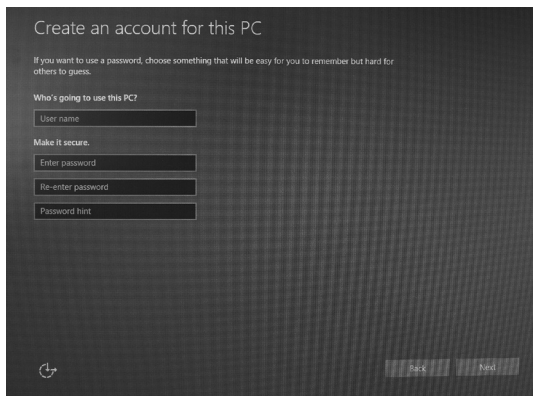 Create an account for this PC
If you want to use a password, choose something that will be easy for you to remember but hard for
others to guess.
Who's going to use this PC?
User name
Make it secure.
Enter password
Re-enter password
Password hint
Back Next